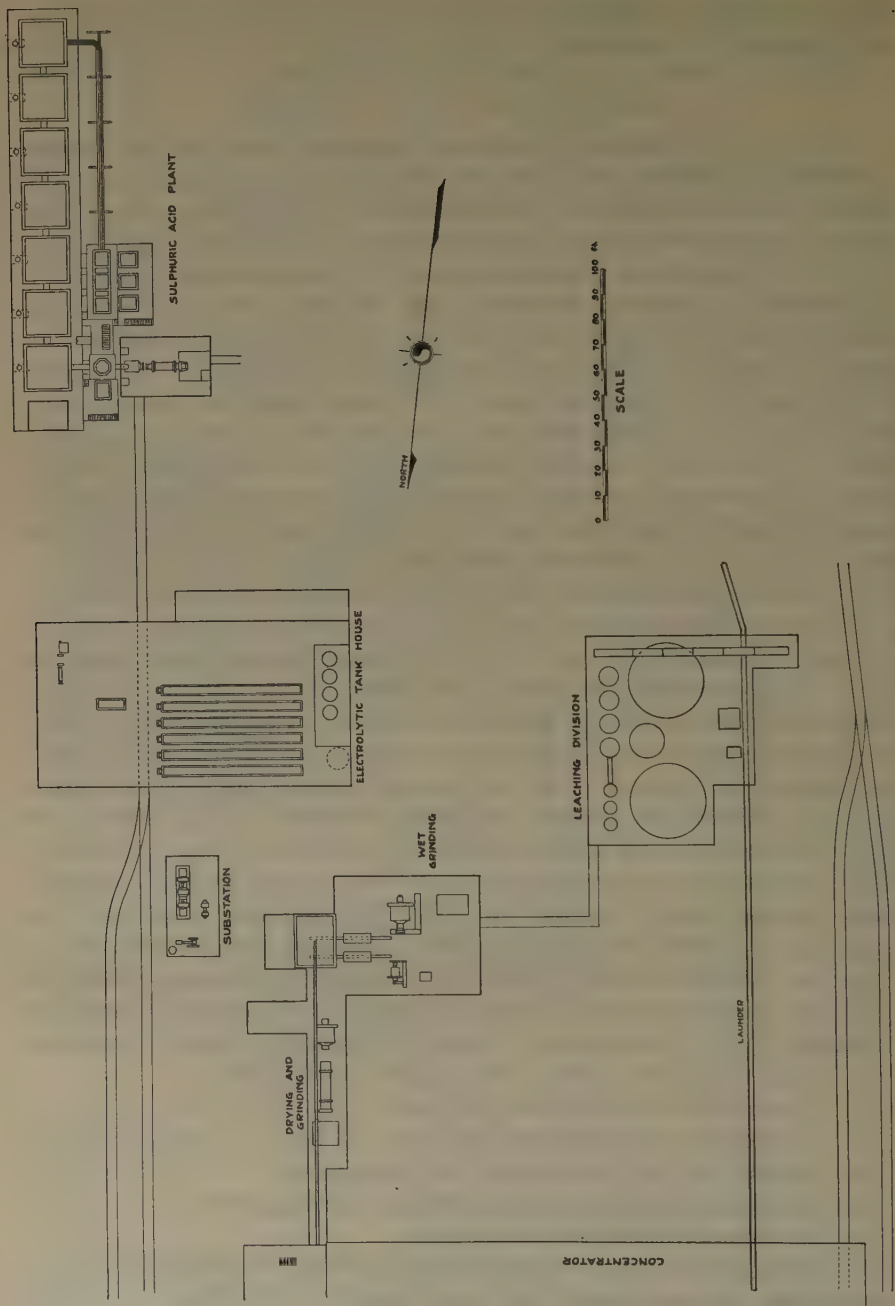 SULPHURIC ACID PLANT
NORTH
0 10 20 30 40 50 60 70 80 90 100 ft.
SCALE
ELECTROLYTIC TANK HOUSE
SUBSTATION
WET
GRINDING
LEACHING DIVISION
DRYING AND
GRINDING
LAUNDER
CONCENTRATOR